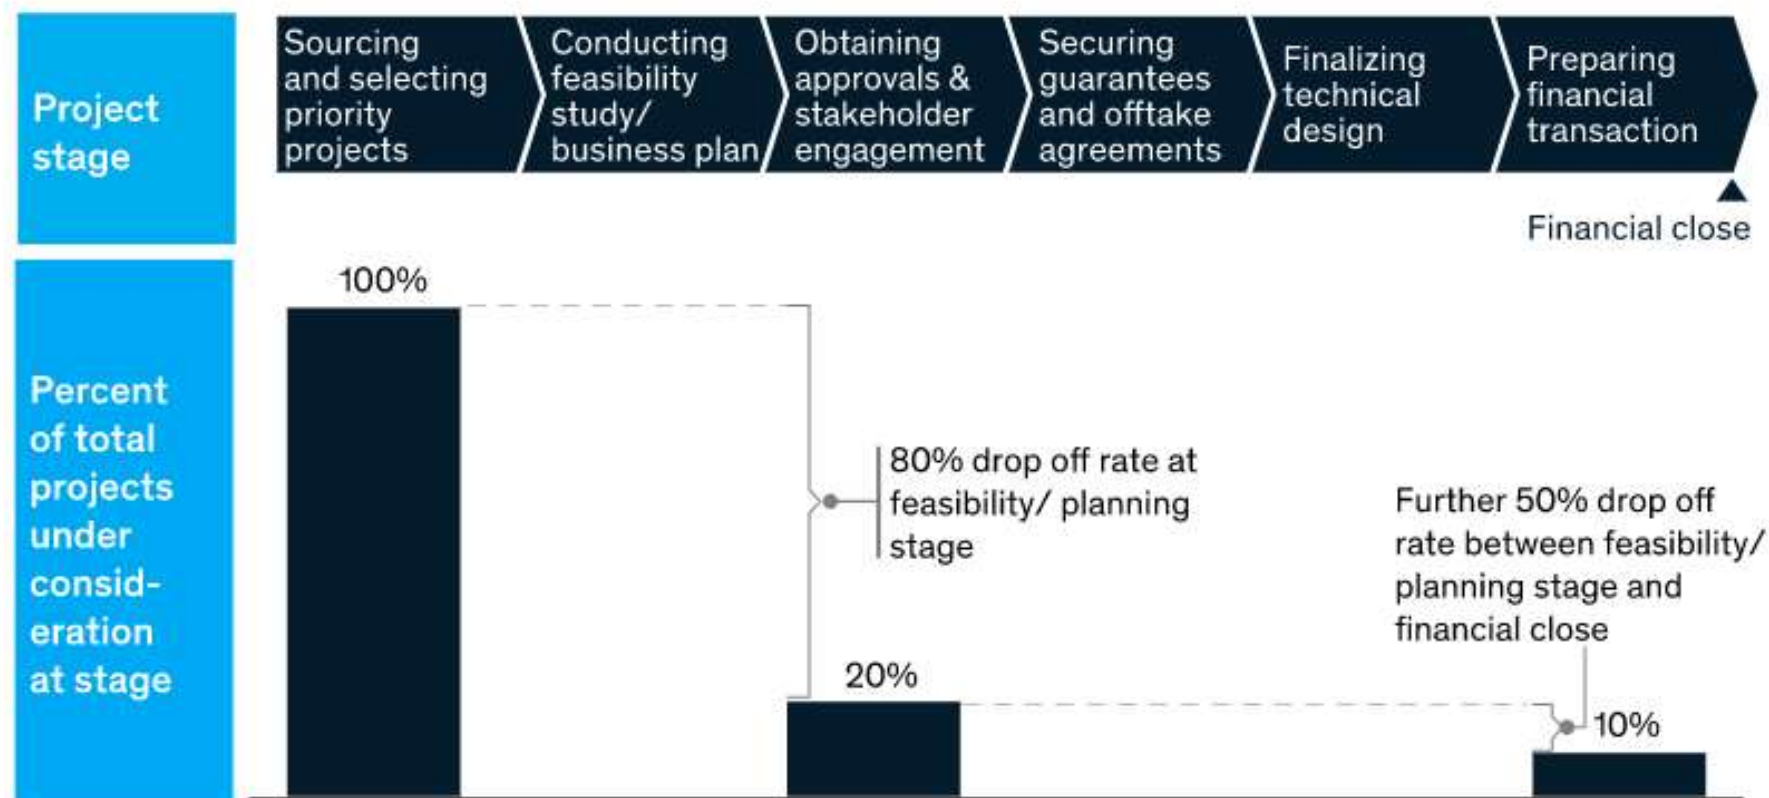 Project
stage
Sourcing
and selecting
priority
projects
Conducting
feasibility
study/
business plan
Obtaining
approvals &
stakeholder
engagement
Securing
guarantees
and offtake
agreements
Finalizing
technical
design
Preparing
financial
transaction
Financial close
Percent
of total
projects
under
consid-
eration
at stage
100%
80% drop off rate at
feasibility/ planning
stage
20%
Further 50% drop off
rate between feasibility/
planning stage and
financial close
10%